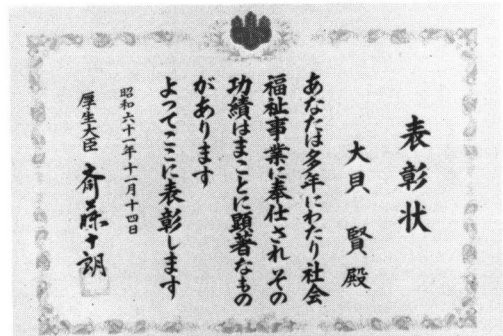 表彰状
大貝 賢 殿
あなたは多年にわたり社会
福祉事業に奉仕され その
功績はまことに顕著なもの
があります
よってここに表彰します
昭和六十一年十一月十四日
厚生大臣 斎藤十朗